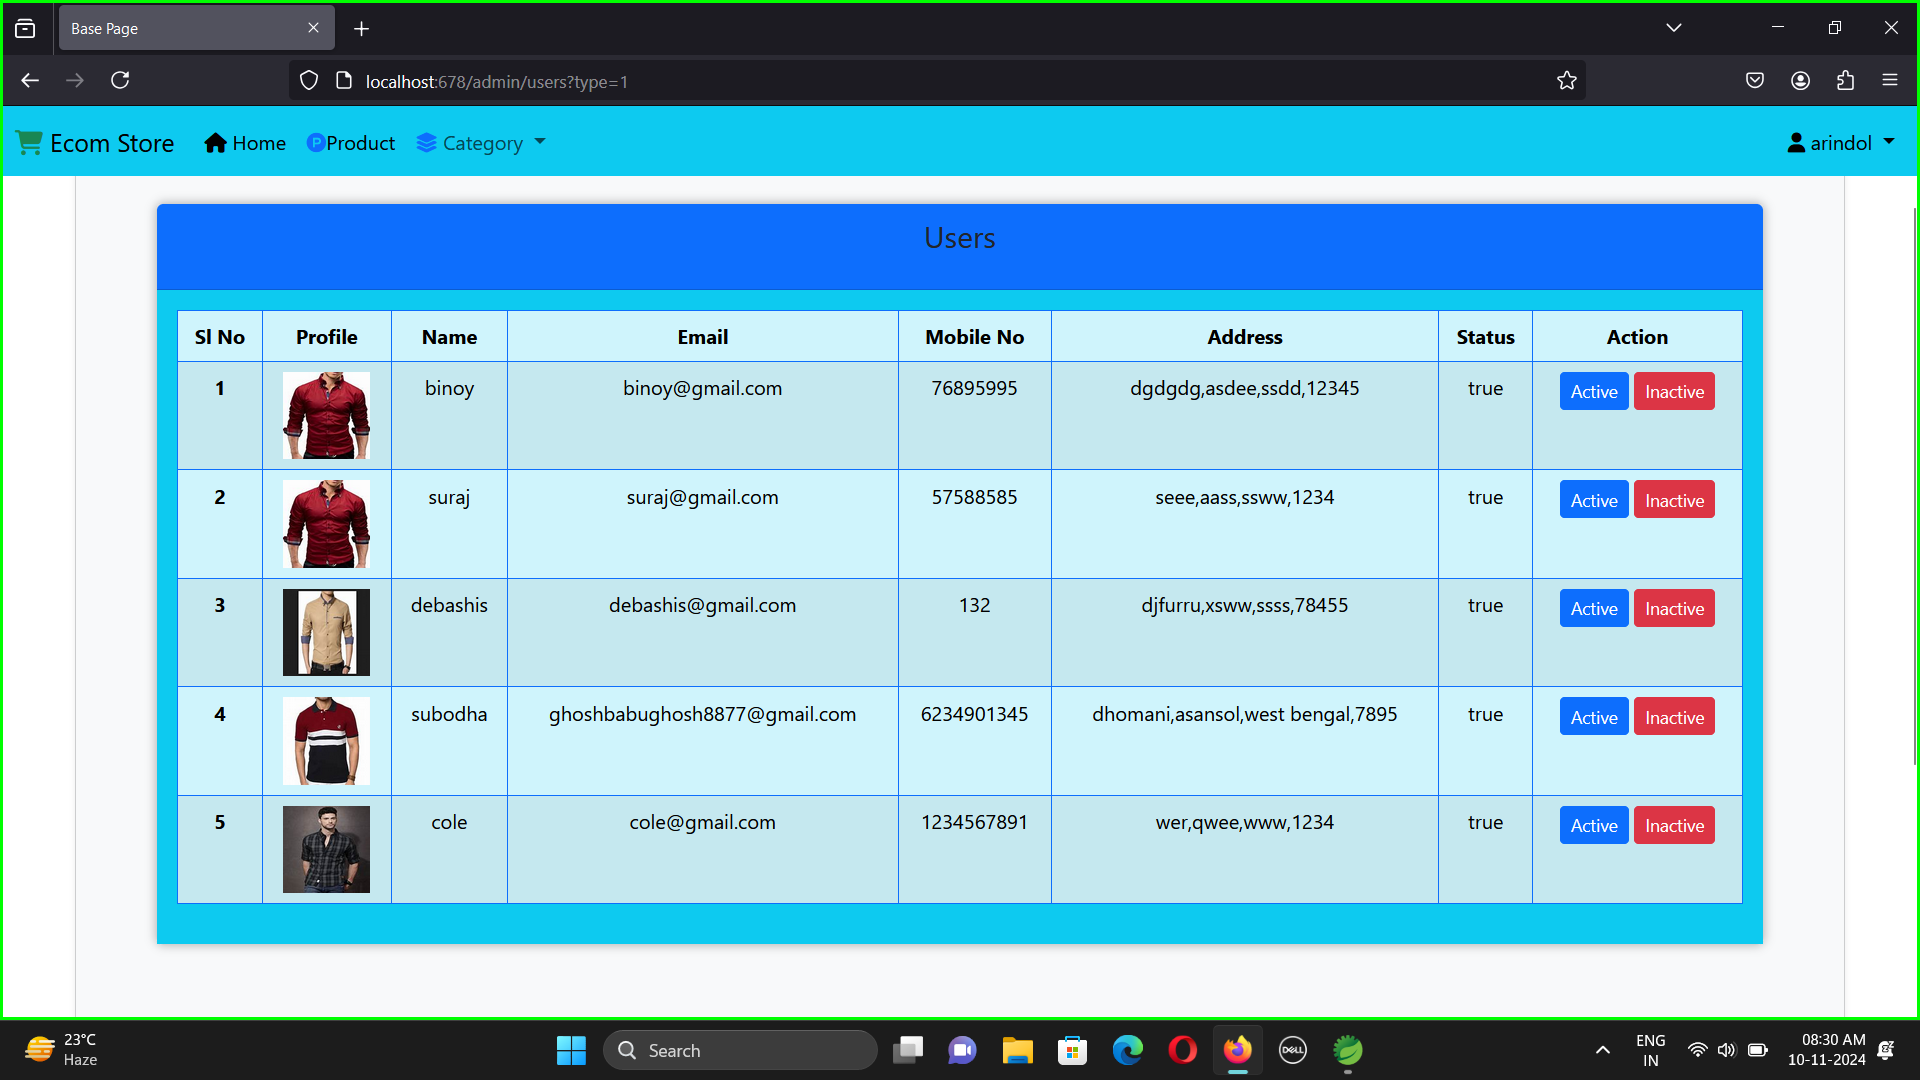 Base Page
localhost:678/admin/users?type=1
Ecom Store Home Product Category arindol
Users
Sl No Profile Name Email Mobile No Address Status Action
1 binoy binoy@gmail.com 76895995 dgdgdg,asdee,ssdd,12345 true Active Inactive
2 suraj suraj@gmail.com 57588585 seee,aass,ssww,1234 true Active Inactive
3 debashis debashis@gmail.com 132 djfurru,xsww,ssss,78455 true Active Inactive
4 subodha ghoshbabughosh8877@gmail.com 6234901345 dhomani,asansol,west bengal,7895 true Active Inactive
5 cole cole@gmail.com 1234567891 wer,qwee,www,1234 true Active Inactive
23°C
Haze
Search
DELL
ENG
IN
08:30 AM
10-11-2024